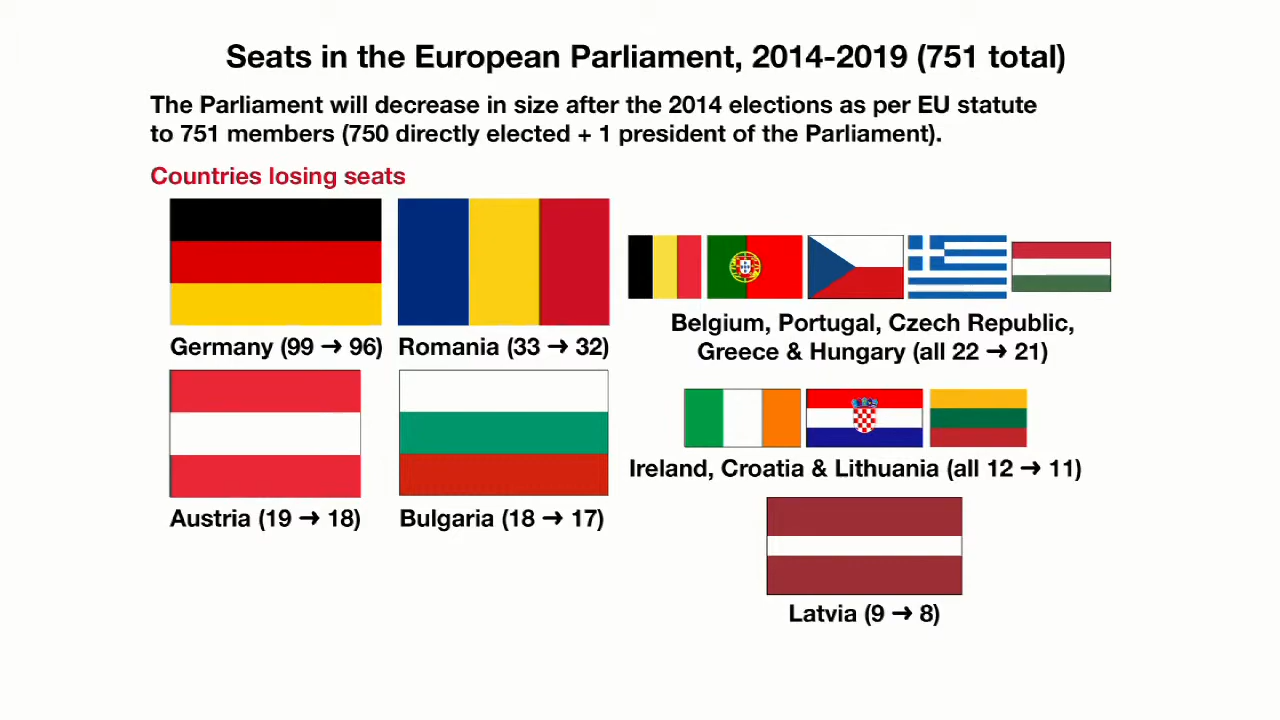 Seats in the European Parliament, 2014-2019 (751 total)
The Parliament will decrease in size after the 2014 elections as per EU statute
to 751 members (750 directly elected + 1 president of the Parliament).
Countries losing seats
Germany (99 → 96)
Romania (33 → 32)
Belgium, Portugal, Czech Republic,
Greece & Hungary (all 22 → 21)
Ireland, Croatia & Lithuania (all 12 → 11)
Austria (19 → 18)
Bulgaria (18 → 17)
Latvia (9 → 8)